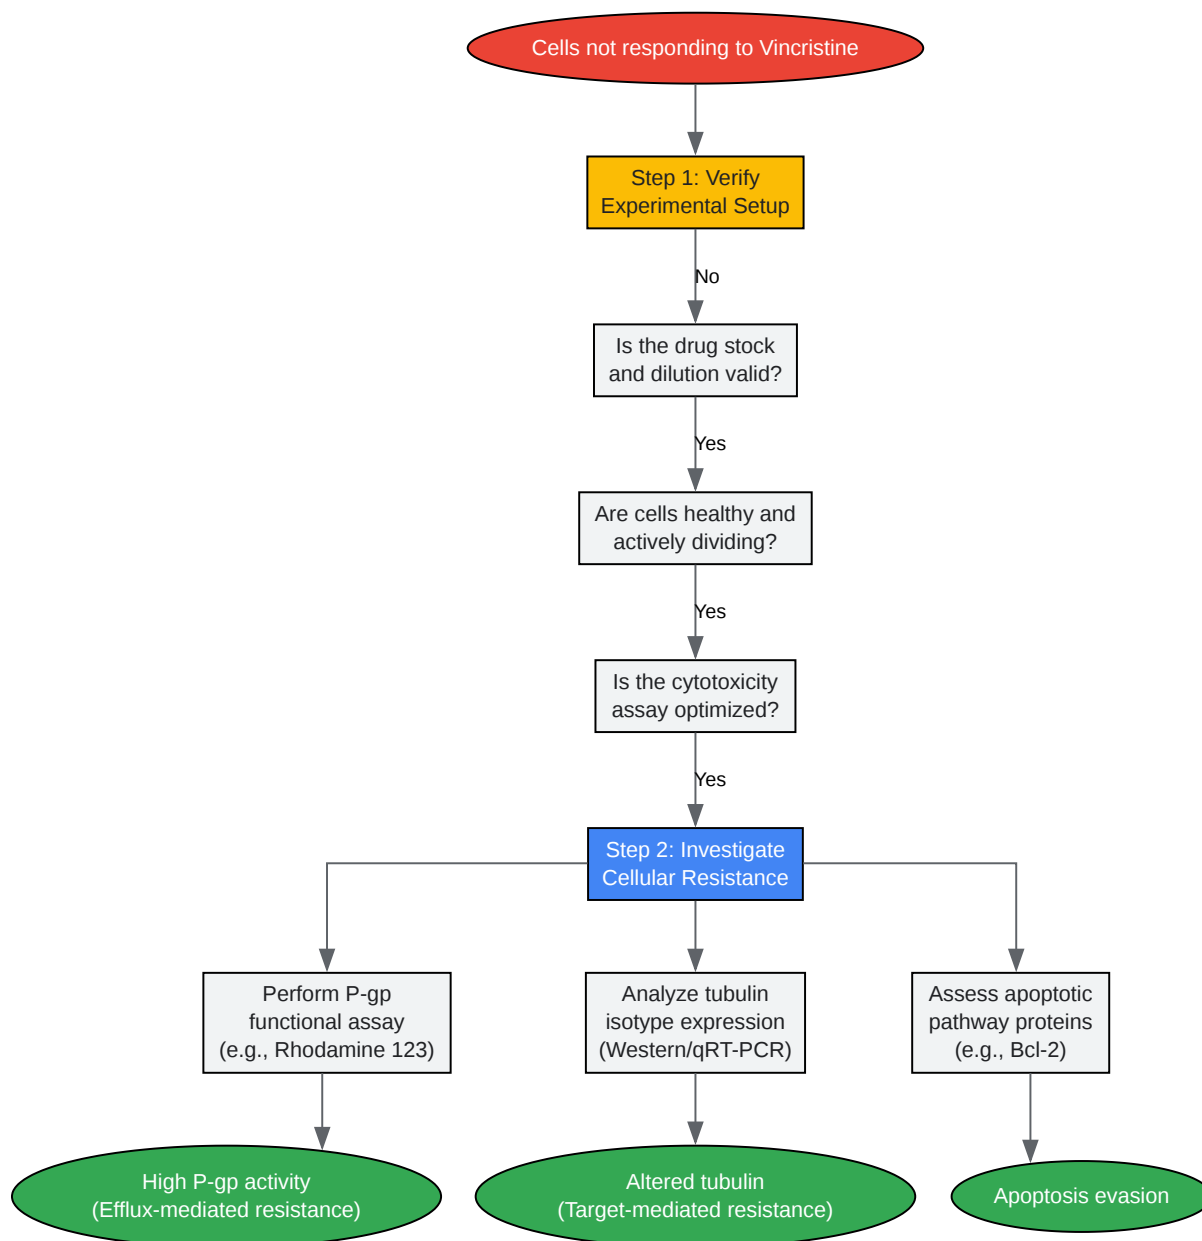 Cells not responding to Vincristine
Step 1: Verify
Experimental Setup
No
Is the drug stock
and dilution valid?
Yes
Are cells healthy and
actively dividing?
Yes
Is the cytotoxicity
assay optimized?
Yes
Step 2: Investigate
Cellular Resistance
Perform P-gp
functional assay
(e.g., Rhodamine 123)
Analyze tubulin
isotype expression
(Western/qRT-PCR)
Assess apoptotic
pathway proteins
(e.g., Bcl-2)
High P-gp activity
(Efflux-mediated resistance)
Altered tubulin
(Target-mediated resistance)
Apoptosis evasion